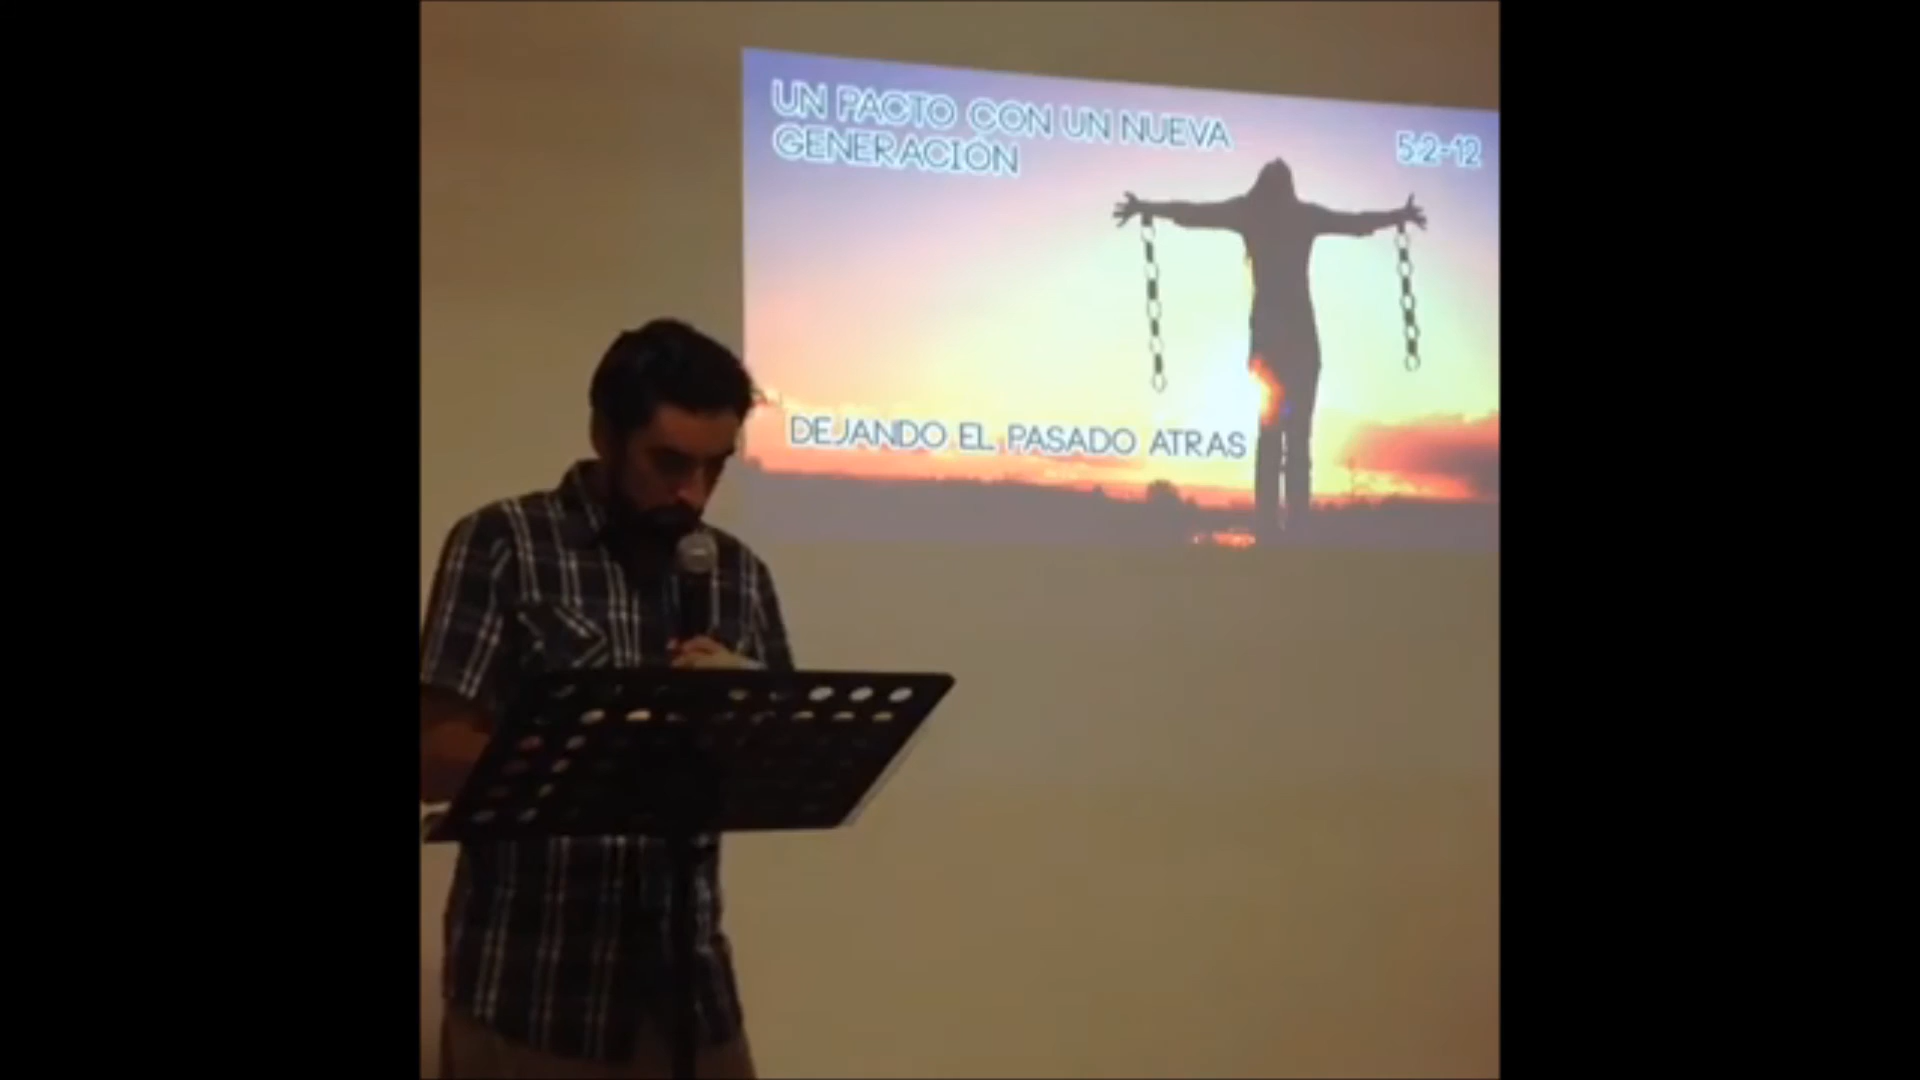 UN PACTO CON UN NUEVA
GENERACIÓN
5:2-12
DEJANDO EL PASADO ATRAS